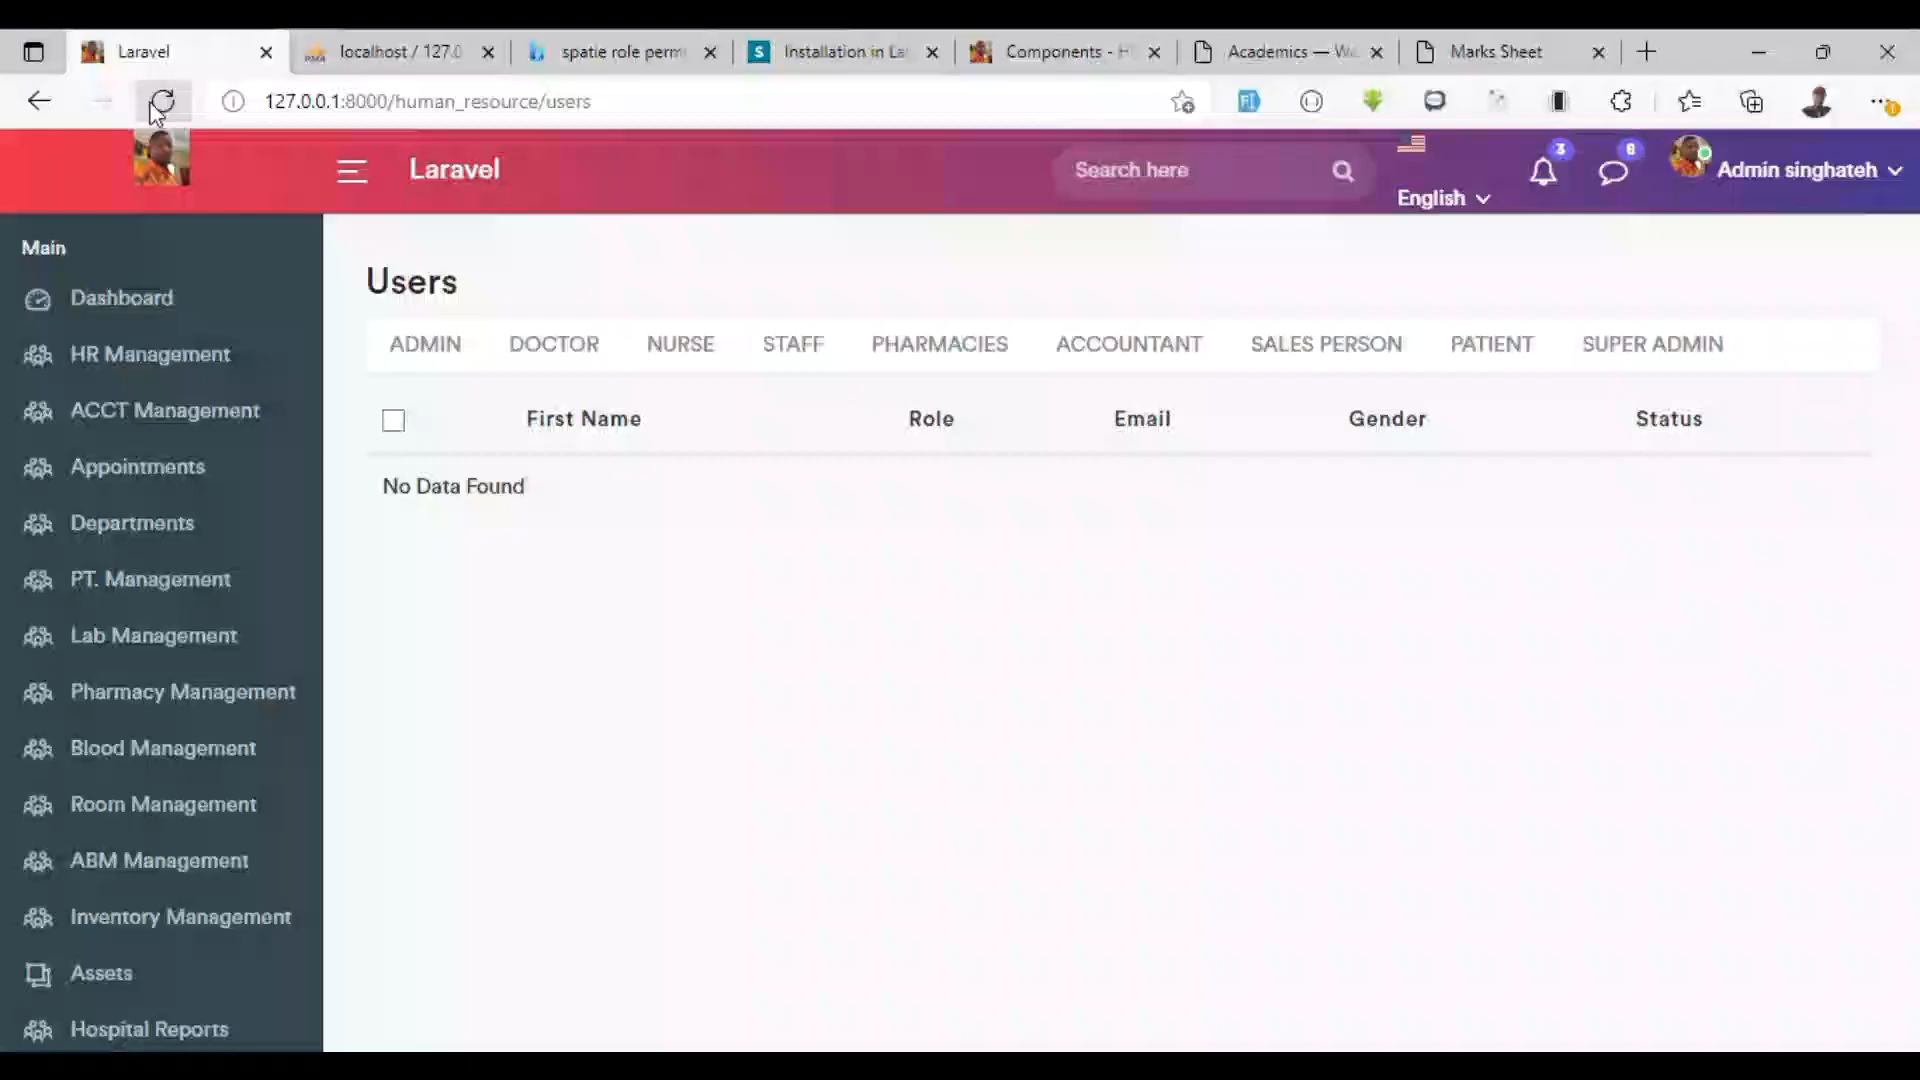 Laravel
localhost / 127.0
spatie role perm
Installation in La
Components - H
Academics — W
Marks Sheet
127.0.0.1:8000/human_resource/users
Laravel
Search here
English
3
8
Admin singhateh
Main
Dashboard
HR Management
ACCT Management
Appointments
Departments
PT. Management
Lab Management
Pharmacy Management
Blood Management
Room Management
ABM Management
Inventory Management
Assets
Hospital Reports
Users
ADMIN DOCTOR NURSE STAFF PHARMACIES ACCOUNTANT SALES PERSON PATIENT SUPER ADMIN
First Name Role Email Gender Status
No Data Found